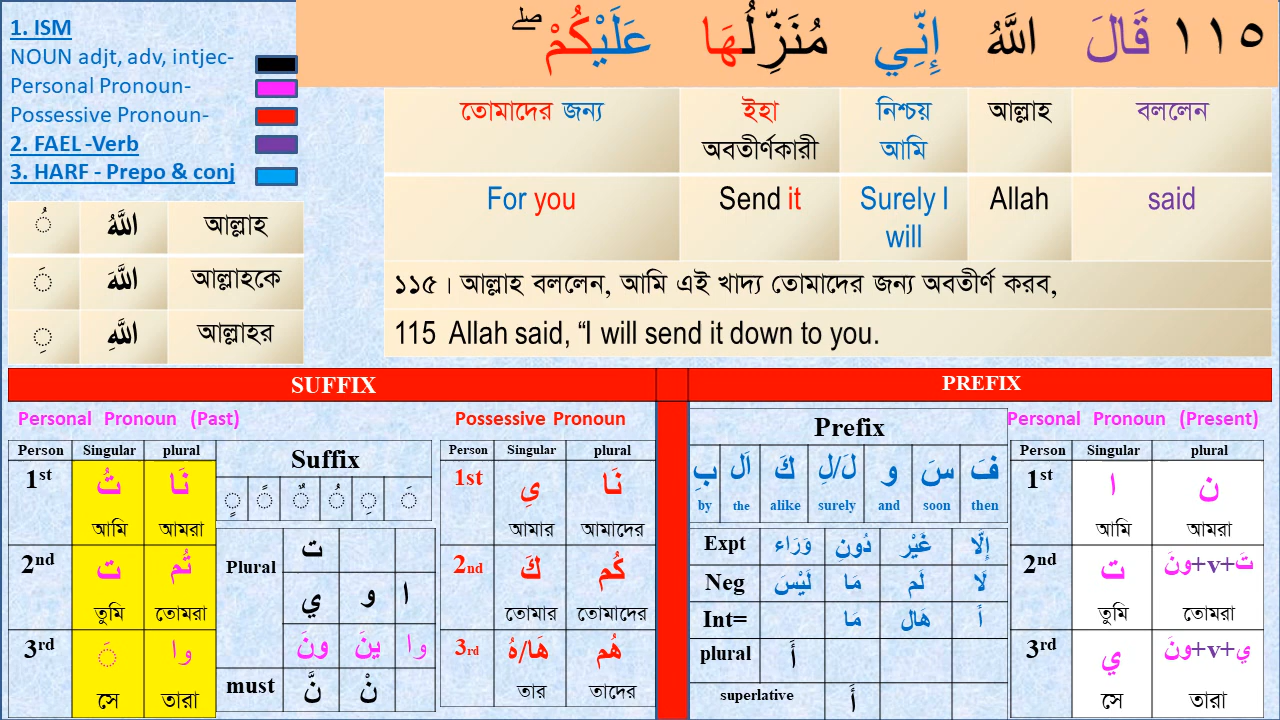 1. ISM
NOUN adjt, adv, intjec-
Personal Pronoun-
Possessive Pronoun-
2. FAEL -Verb
3. HARF - Prepo & conj
١١٥ قَالَ اللَّهُ إِنِّي مُنَزِّلُهَا عَلَيْكُمْ ۖ
তোমাদের জন্য ইহা অবতীর্ণকারী নিশ্চয় আমি আল্লাহ বললেন
For you Send it Surely I will Allah said
১১৫। আল্লাহ বললেন, আমি এই খাদ্য তোমাদের জন্য অবতীর্ণ করব,
115 Allah said, “I will send it down to you.
ُ اللَّهُ আল্লাহ
َ اللَّهَ আল্লাহকে
ِ اللَّهِ আল্লাহর
SUFFIX
Personal Pronoun (Past)
Person Singular plural
1st تُ نَا
আমি আমরা
2nd ت تُم
তুমি তোমরা
3rd َ وا
সে তারা
Suffix
ٍ ً ٌ ُ ِ َ
Plural ت
ي و ا
ونَ ينَ وا
must نَّ نْ
Possessive Pronoun
Person Singular plural
1st ي نَا
আমার আমাদের
2nd كَ كُم
তোমার তোমাদের
3rd هَا/هُ هُم
তার তাদের
PREFIX
Prefix
بِ اَل كَ لَ/لِ و سَ فَ
by the alike surely and soon then
Expt وَرَاء دُونِ غَيْر إِلَّا
Neg لَيْسَ مَا لَم لَا
Int= مَا هَال أَ
plural أَ
superlative أَ
Personal Pronoun (Present)
Person Singular plural
1st ا ن
আমি আমরা
2nd ت تَ+v+ونَ
তুমি তোমরা
3rd ي ي+v+ونَ
সে তারা